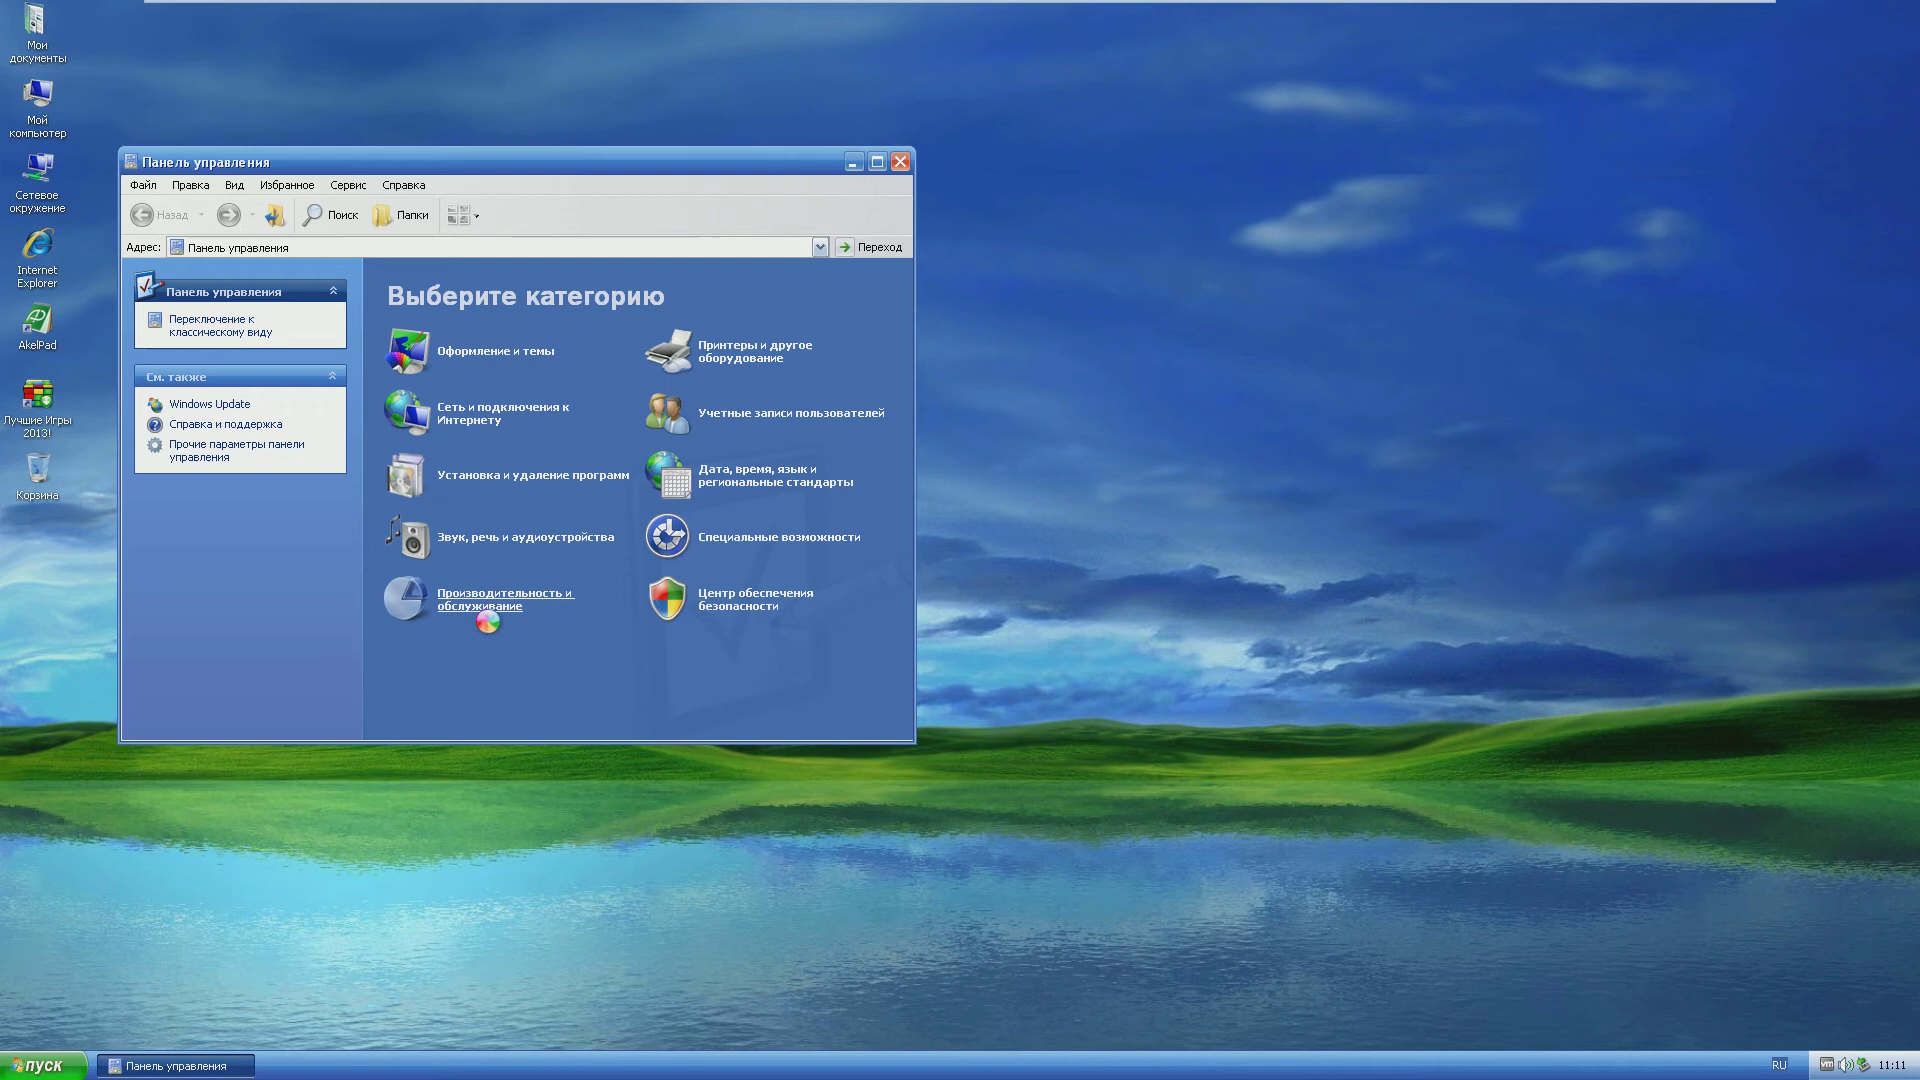 Мои
документы
Мой
компьютер
Сетевое
окружение
Internet
Explorer
AkelPad
Лучшие Игры
2013!
Корзина
Панель управления
Файл Правка Вид Избранное Сервис Справка
Назад Поиск Папки
Адрес: Панель управления Переход
Панель управления
Переключение к
классическому виду
См. также
Windows Update
Справка и поддержка
Прочие параметры панели
управления
Выберите категорию
Оформление и темы
Принтеры и другое
оборудование
Сеть и подключения к
Интернету
Учетные записи пользователей
Установка и удаление программ
Дата, время, язык и
региональные стандарты
Звук, речь и аудиоустройства
Специальные возможности
Производительность и
обслуживание
Центр обеспечения
безопасности
пуск Панель управления RU vm 11:11